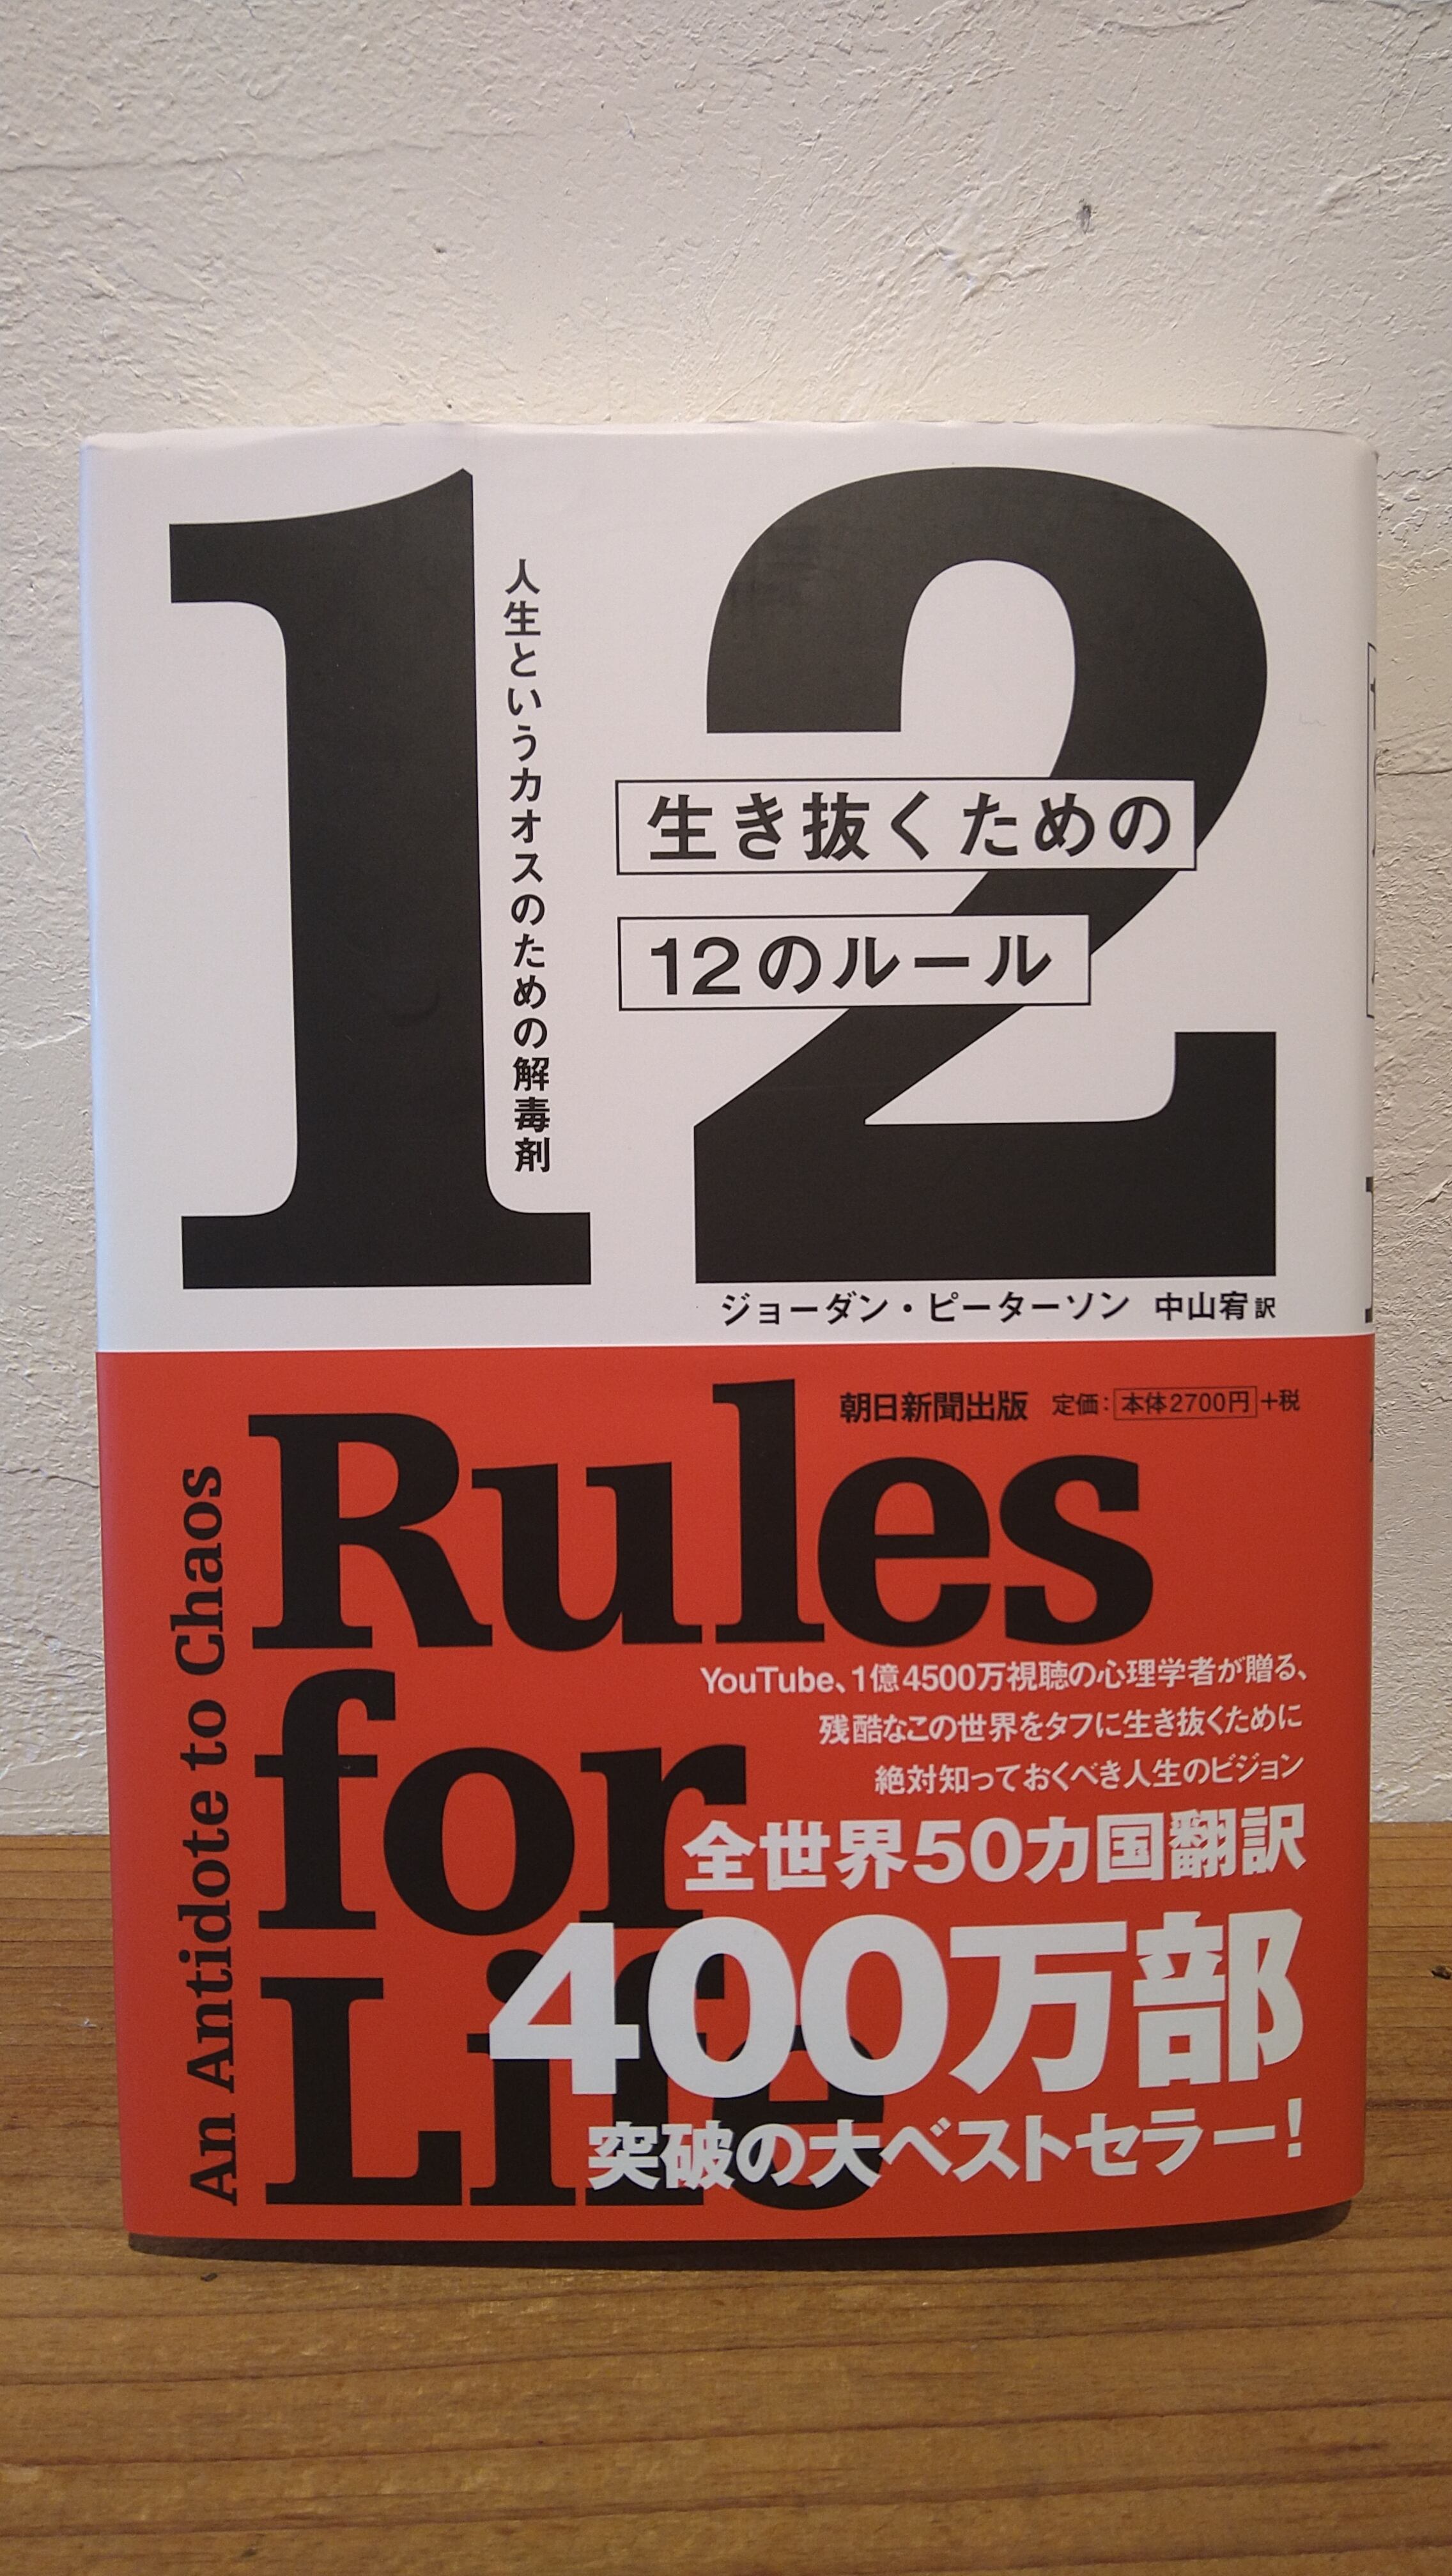 12
人生というカオスのための解毒剤
生き抜くための
12のルール
ジョーダン・ピーターソン 中山宥 訳
朝日新聞出版 定価：本体2700円+税
Rules
for
Life
An Antidote to Chaos
YouTube、1億4500万視聴の心理学者が贈る、
残酷なこの世界をタフに生き抜くために
絶対知っておくべき人生のビジョン
全世界50カ国翻訳
400万部
突破の大ベストセラー!